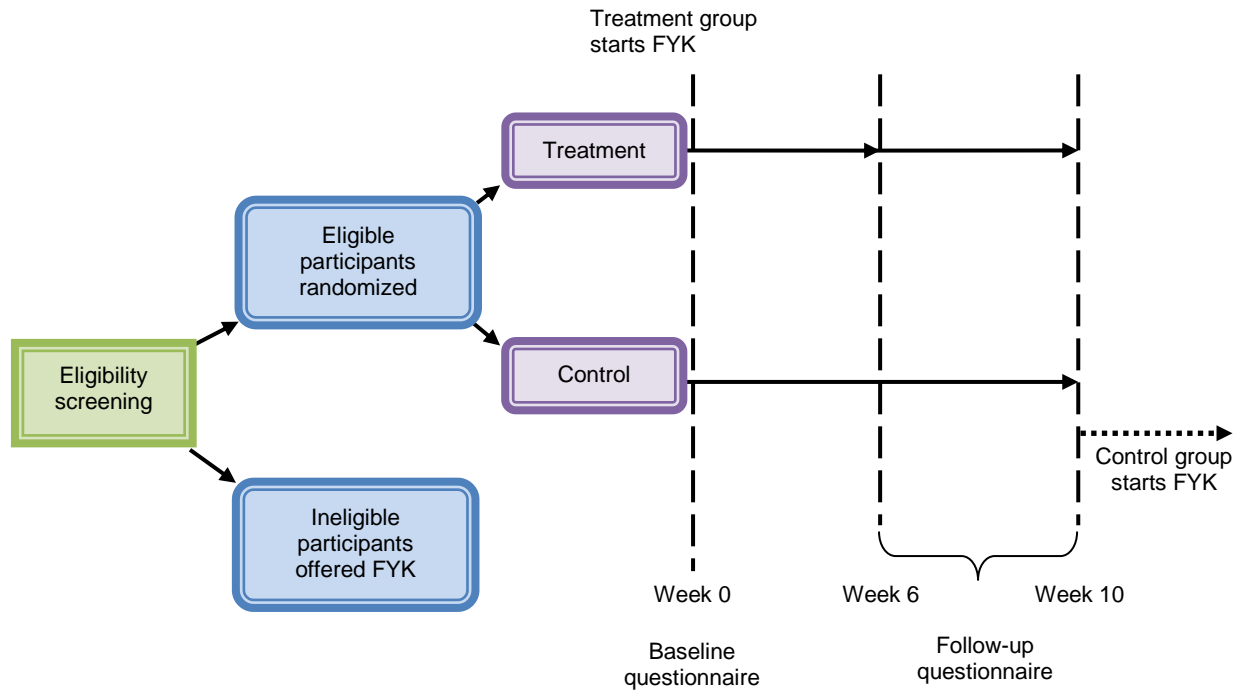 Treatment group
starts FYK
Treatment
Eligible
participants
randomized
Eligibility
screening
Control
Control group
starts FYK
Ineligible
participants
offered FYK
Week 0
Week 6
Week 10
Baseline
questionnaire
Follow-up
questionnaire